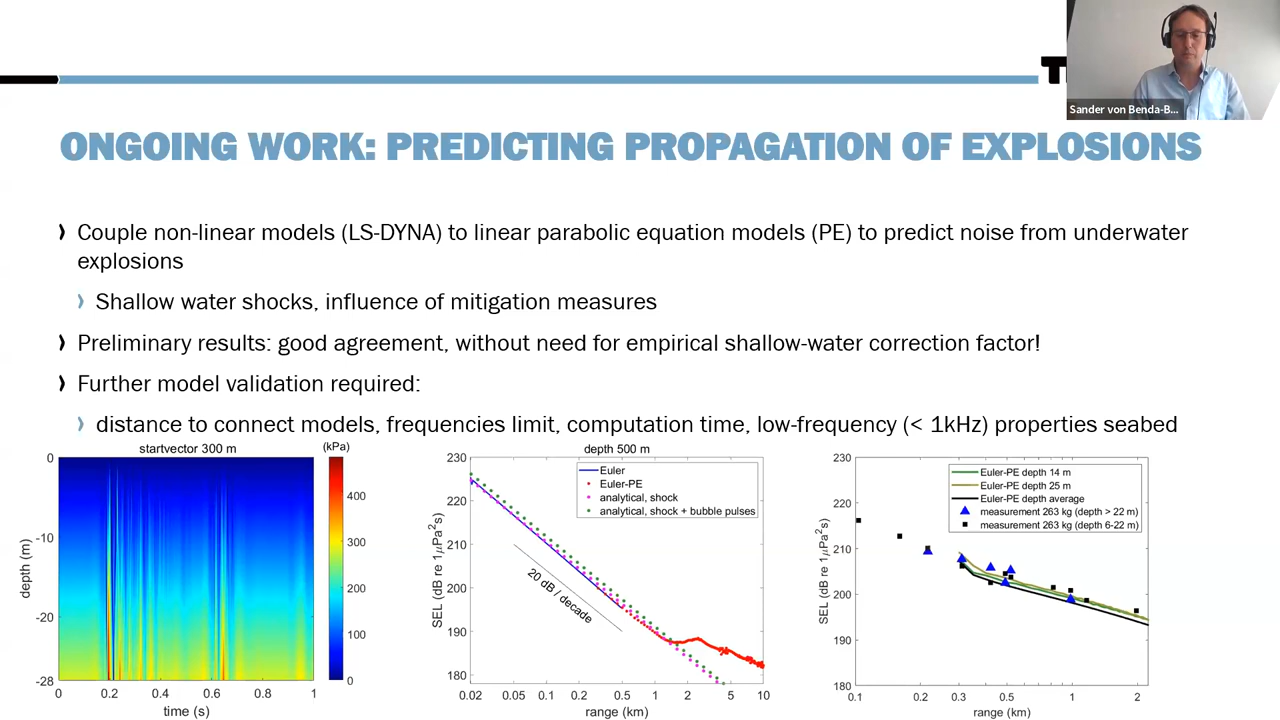 Sander von Benda-B...
ONGOING WORK: PREDICTING PROPAGATION OF EXPLOSIONS
Couple non-linear models (LS-DYNA) to linear parabolic equation models (PE) to predict noise from underwater
explosions
Shallow water shocks, influence of mitigation measures
Preliminary results: good agreement, without need for empirical shallow-water correction factor!
Further model validation required:
distance to connect models, frequencies limit, computation time, low-frequency (< 1kHz) properties seabed
startvector 300 m
(kPa)
0
-10
-20
-28
depth (m)
0 0.2 0.4 0.6 0.8 1
time (s)
400
300
200
100
0
depth 500 m
230
220
210
200
190
180
SEL (dB re 1μPa²s)
Euler
Euler-PE
analytical, shock
analytical, shock + bubble pulses
20 dB / decade
0.02 0.05 0.1 0.2 0.5 1 2 5 10
range (km)
230
220
210
200
190
180
SEL (dB re 1μPa²s)
Euler-PE depth 14 m
Euler-PE depth 25 m
Euler-PE depth average
measurement 263 kg (depth > 22 m)
measurement 263 kg (depth 6-22 m)
0.1 0.2 0.3 0.5 1 2
range (km)